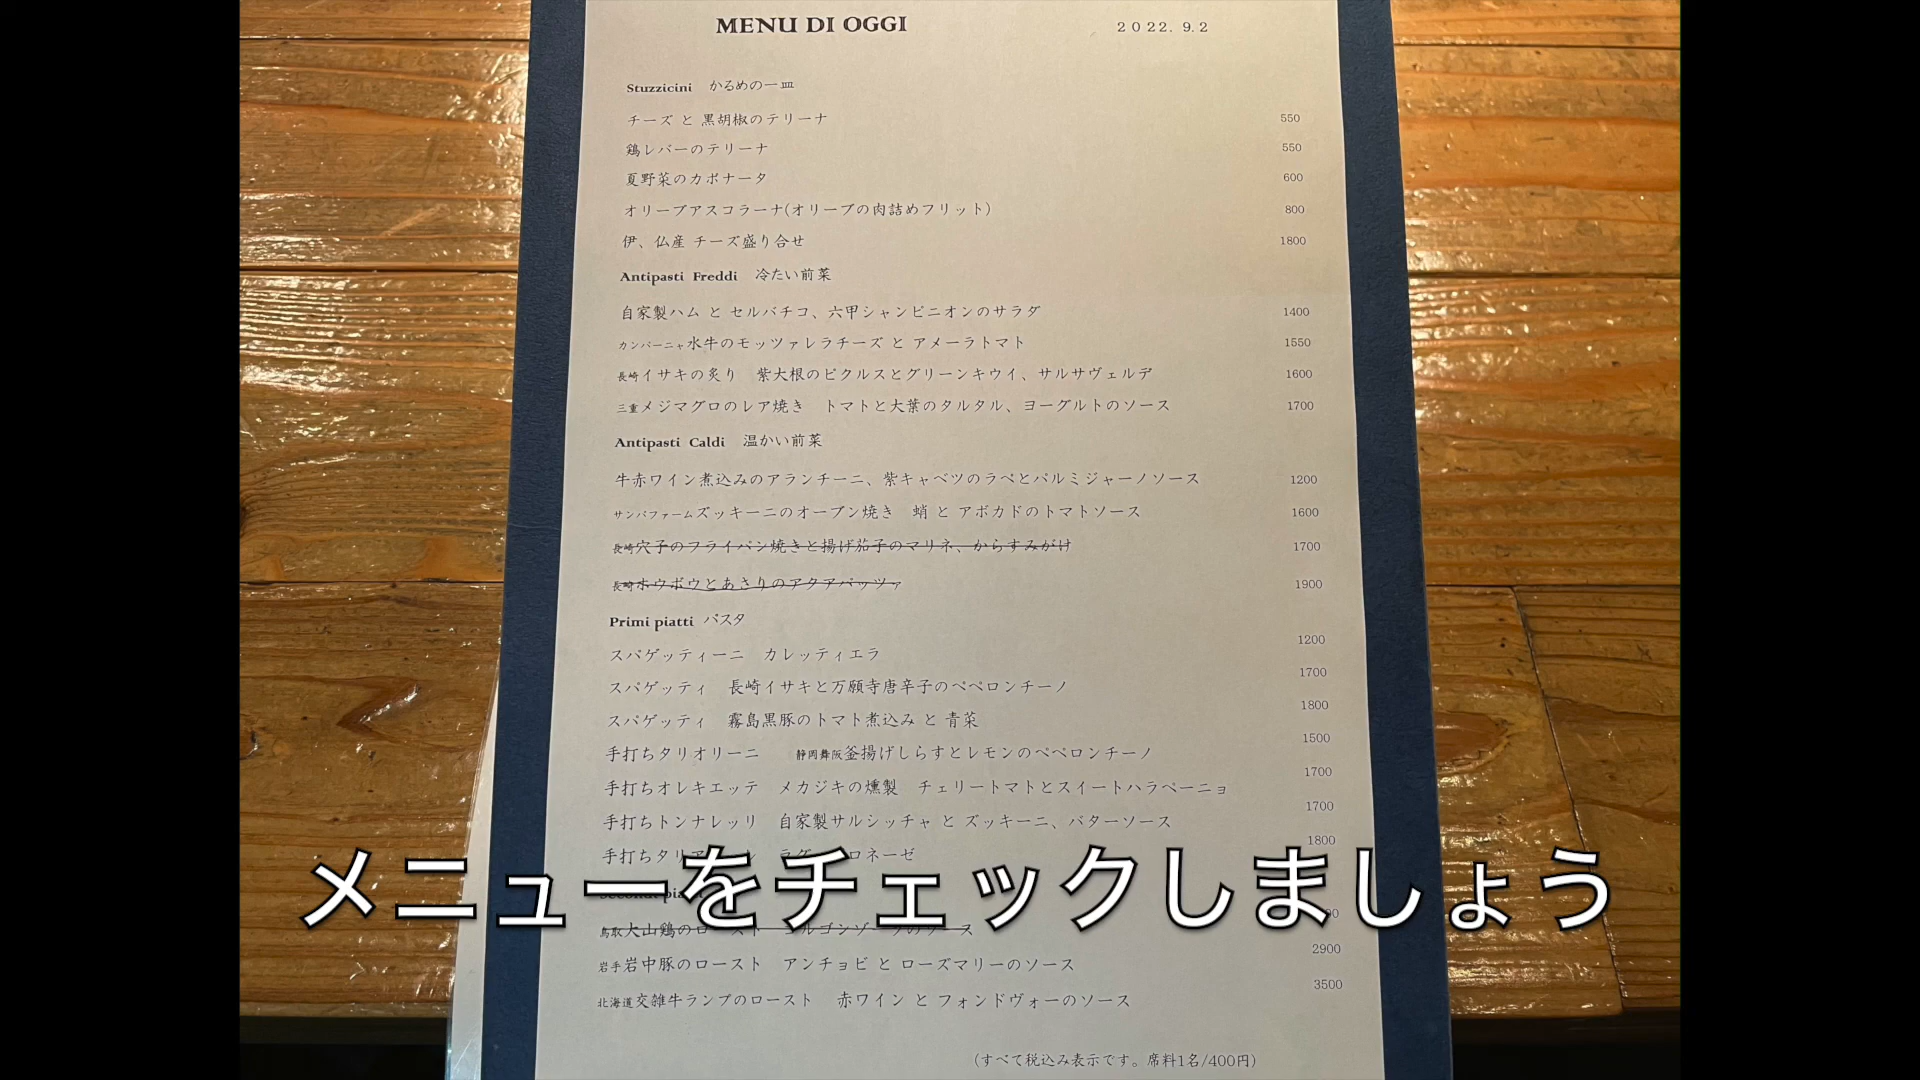 MENU DI OGGI 2022. 9. 2
Stuzzicini かるめの一皿
チーズ と 黒胡椒のテリーナ 550
鶏レバーのテリーナ 550
夏野菜のカポナータ 600
オリーブアスコラーナ(オリーブの肉詰めフリット) 800
伊、仏産 チーズ盛り合せ 1800
Antipasti Freddi 冷たい前菜
自家製ハム と セルバチコ、六甲シャンピニオンのサラダ 1400
カンパーニャ水牛のモッツァレラチーズ と アメーラトマト 1550
長崎イサキの炙り 紫大根のピクルスとグリーンキウイ、サルサヴェルデ 1600
三重メジマグロのレア焼き トマトと大葉のタルタル、ヨーグルトのソース 1700
Antipasti Caldi 温かい前菜
牛赤ワイン煮込みのアランチーニ、紫キャベツのラペとパルミジャーノソース 1200
サンバファームズッキーニのオーブン焼き 蛸 と アボカドのトマトソース 1600
長崎穴子のフライパン焼きと揚げ茄子のマリネ、からすみがけ 1700
長崎ホウボウとあさりのアクアパッツァ 1900
Primi piatti パスタ
スパゲッティーニ カレッティエラ 1200
スパゲッティ 長崎イサキと万願寺唐辛子のペペロンチーノ 1700
スパゲッティ 霧島黒豚のトマト煮込み と 青菜 1800
手打ちタリオリーニ 静岡舞阪釜揚げしらすとレモンのペペロンチーノ 1500
手打ちオレキエッテ メカジキの燻製 チェリートマトとスイートハラペーニョ 1700
手打ちトンナレッリ 自家製サルシッチャ と ズッキーニ、バターソース 1700
手打ちタリア ラグ ロネーゼ 1800
メニューをチェックしましょう
Secondi pia
鳥取大山鶏のロースト ゴルゴンゾーラのソース
岩手岩中豚のロースト アンチョビ と ローズマリーのソース 2900
北海道交雑牛ランプのロースト 赤ワイン と フォンドヴォーのソース 3500
(すべて税込み表示です。席料1名/400円)